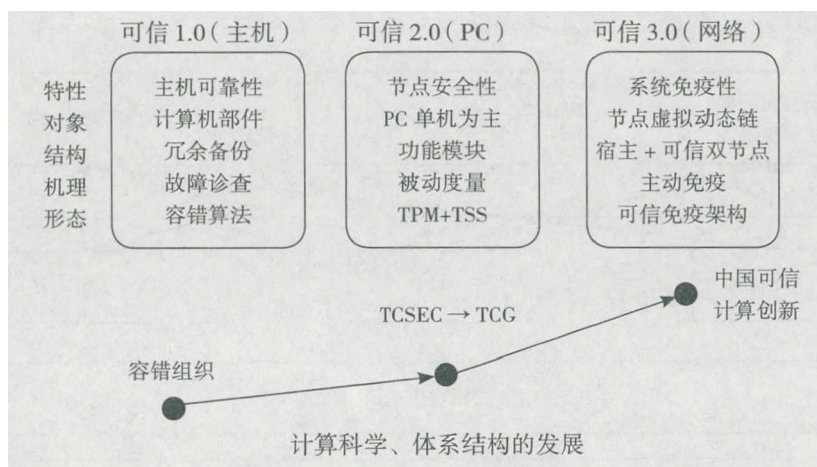 可信1.0（主机） 可信2.0（PC） 可信3.0（网络）
特性 主机可靠性 节点安全性 系统免疫性
对象 计算机部件 PC 单机为主 节点虚拟动态链
结构 冗余备份 功能模块 宿主+可信双节点
机理 故障诊查 被动度量 主动免疫
形态 容错算法 TPM+TSS 可信免疫架构
中国可信
计算创新
TCSEC → TCG
容错组织
计算科学、体系结构的发展